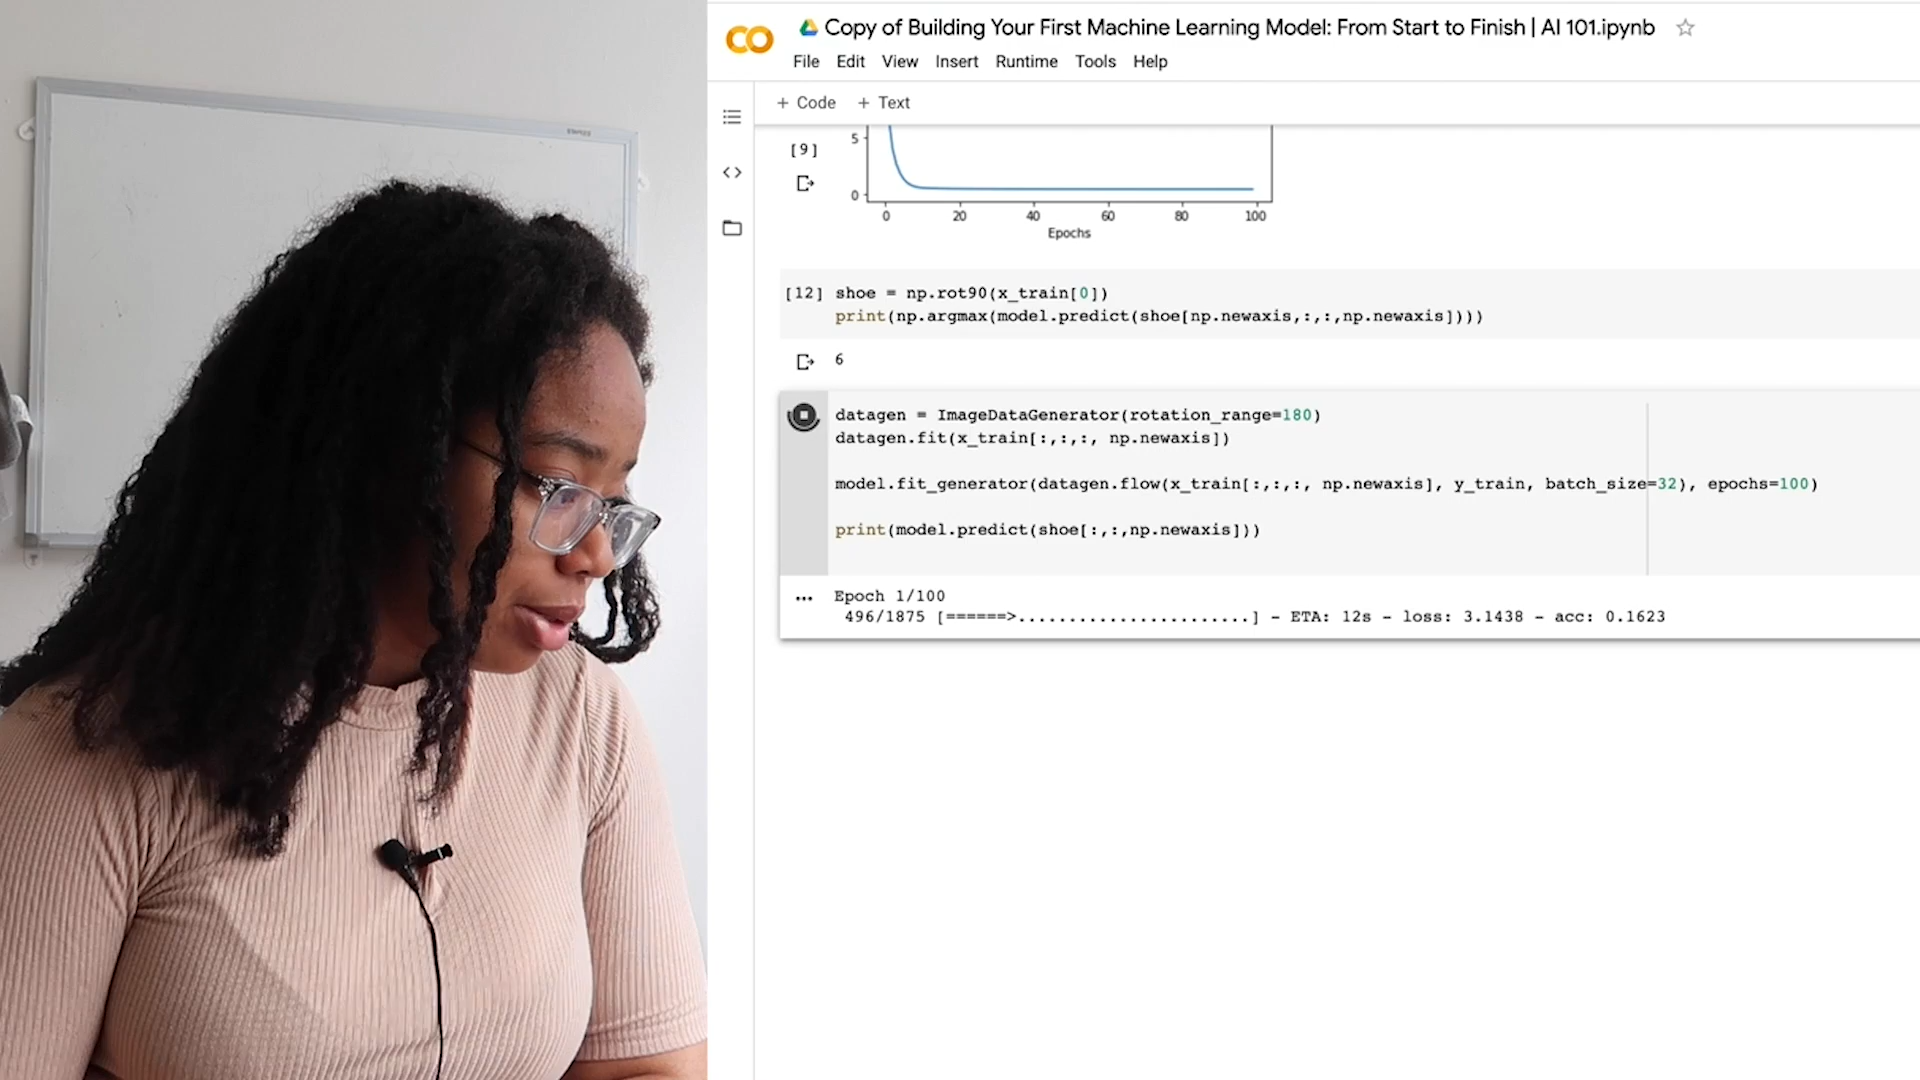 Copy of Building Your First Machine Learning Model: From Start to Finish | AI 101.ipynb
File Edit View Insert Runtime Tools Help
+ Code + Text
[9]
5
0
0 20 40 60 80 100
Epochs
[12] shoe = np.rot90(x_train[0])
print(np.argmax(model.predict(shoe[np.newaxis,:,:,np.newaxis])))
6
datagen = ImageDataGenerator(rotation_range=180)
datagen.fit(x_train[:,:,:, np.newaxis])
model.fit_generator(datagen.flow(x_train[:,:,:, np.newaxis], y_train, batch_size=32), epochs=100)
print(model.predict(shoe[:,:,np.newaxis]))
... Epoch 1/100
496/1875 [======>.......................] - ETA: 12s - loss: 3.1438 - acc: 0.1623